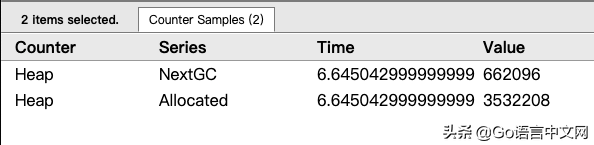 2 items selected. Counter Samples (2)
Counter Series Time Value
Heap NextGC 6.645042999999999 662096
Heap Allocated 6.645042999999999 3532208
头条 @Go语言中文网